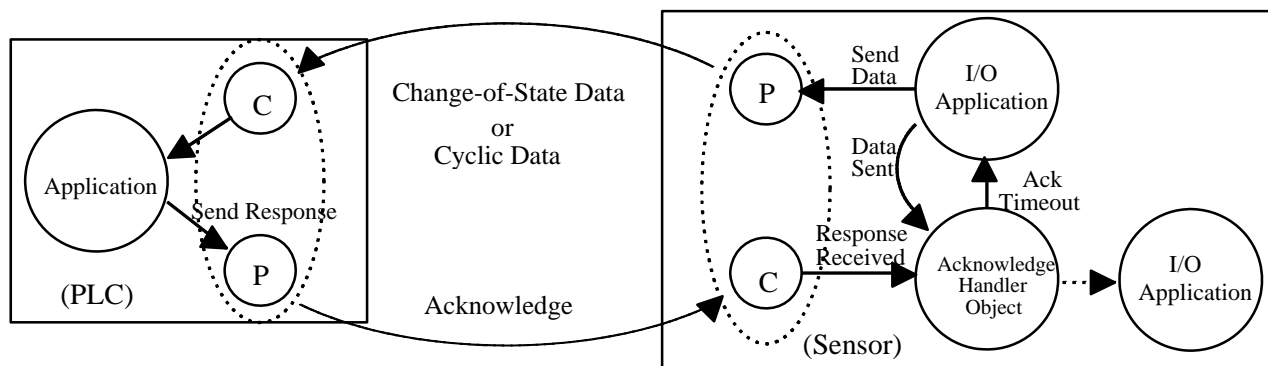 C
Application
Send Response
P
(PLC)
Change-of-State Data
or
Cyclic Data
Acknowledge
P
Send
Data
I/O
Application
Data
Sent
Ack
Timeout
C
Response
Received
Acknowledge
Handler
Object
I/O
Application
(Sensor)